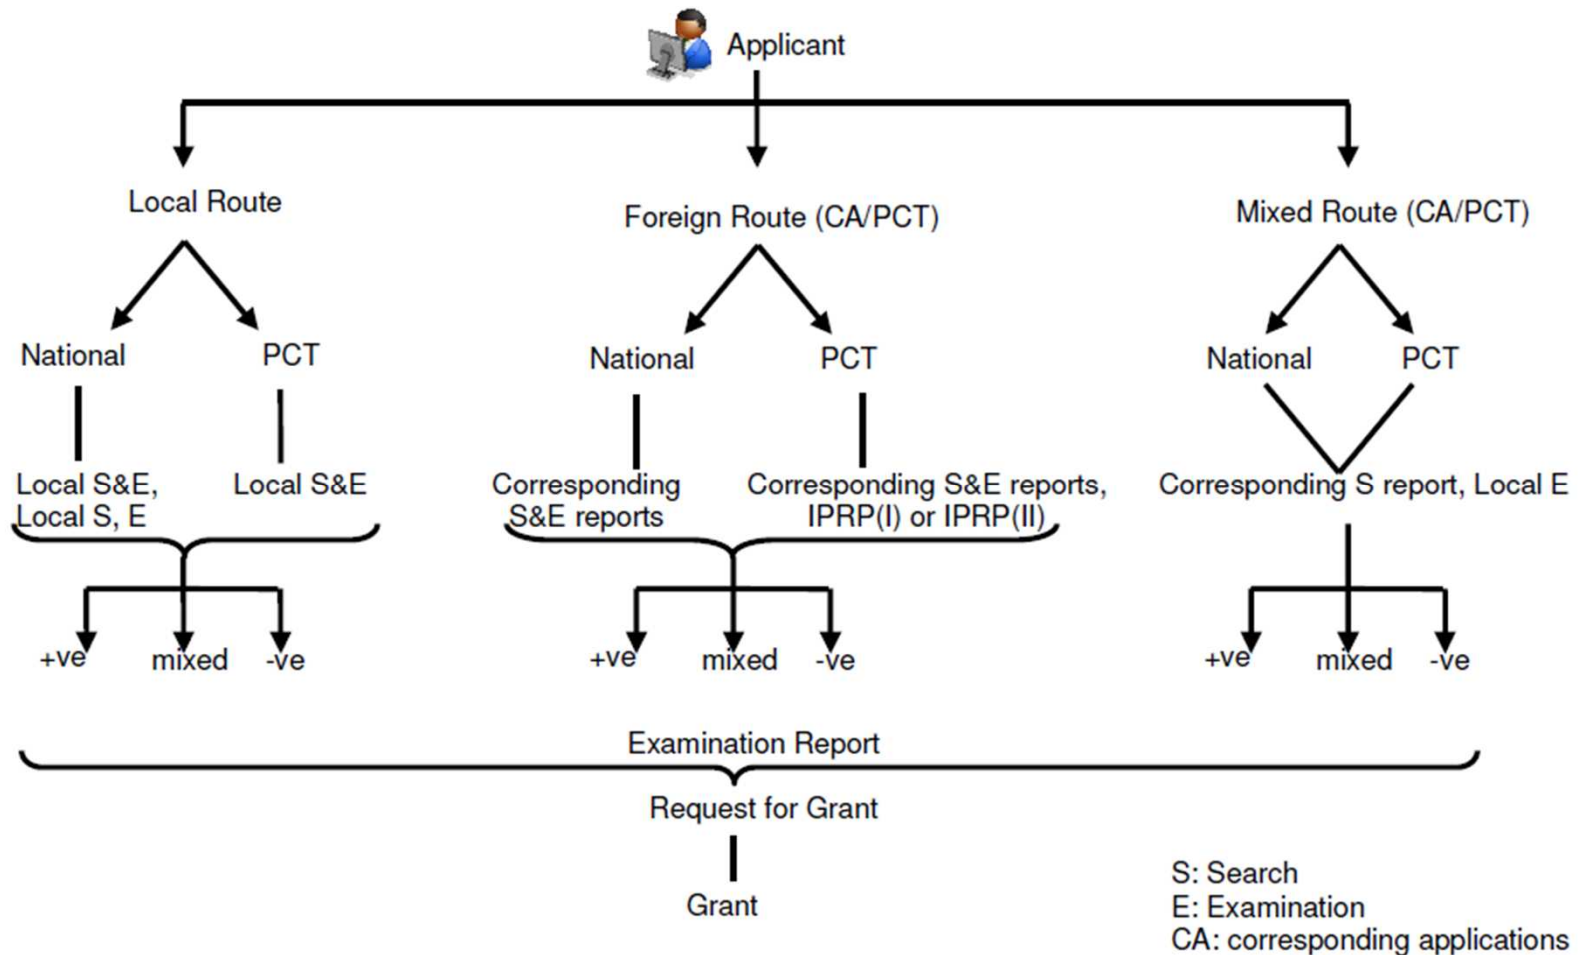 Applicant
Local Route
Foreign Route (CA/PCT)
Mixed Route (CA/PCT)
National
PCT
National
PCT
National
PCT
Local S&E,
Local S, E
Local S&E
Corresponding
S&E reports
Corresponding S&E reports,
IPRP(I) or IPRP(II)
Corresponding S report, Local E
+ve
mixed
-ve
+ve
mixed
-ve
+ve
mixed
-ve
Examination Report
Request for Grant
Grant
S: Search
E: Examination
CA: corresponding applications